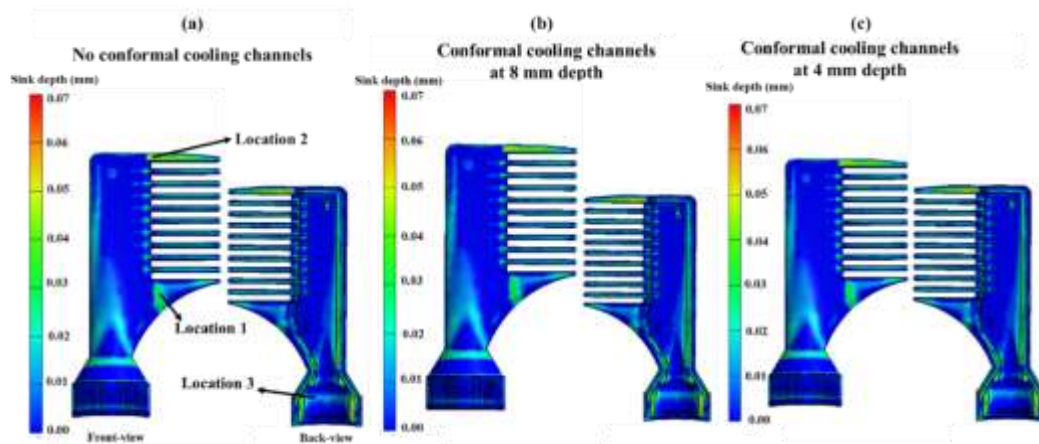 (a)
No conformal cooling channels
Sink depth (mm)
0.07
0.06
0.05
0.04
0.03
0.02
0.01
0.00
Location 2
Location 1
Location 3
Front-view
Back-view
(b)
Conformal cooling channels
at 8 mm depth
Sink depth (mm)
0.07
0.06
0.05
0.04
0.03
0.02
0.01
0.00
(c)
Conformal cooling channels
at 4 mm depth
Sink depth (mm)
0.07
0.06
0.05
0.04
0.03
0.02
0.01
0.00